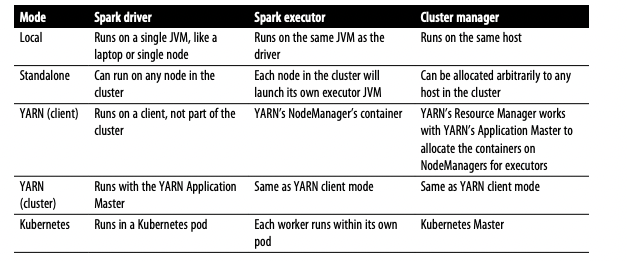 Mode Spark driver Spark executor Cluster manager
Local Runs on a single JVM, like a Runs on the same JVM as the Runs on the same host
laptop or single node driver
Standalone Can run on any node in the Each node in the cluster will Can be allocated arbitrarily to any
cluster launch its own executor JVM host in the cluster
YARN (client) Runs on a client, not part of the YARN’s NodeManager’s container YARN’s Resource Manager works
cluster with YARN’s Application Master to
allocate the containers on
NodeManagers for executors
YARN Runs with the YARN Application Same as YARN client mode Same as YARN client mode
(cluster) Master
Kubernetes Runs in a Kubernetes pod Each worker runs within its own Kubernetes Master
pod